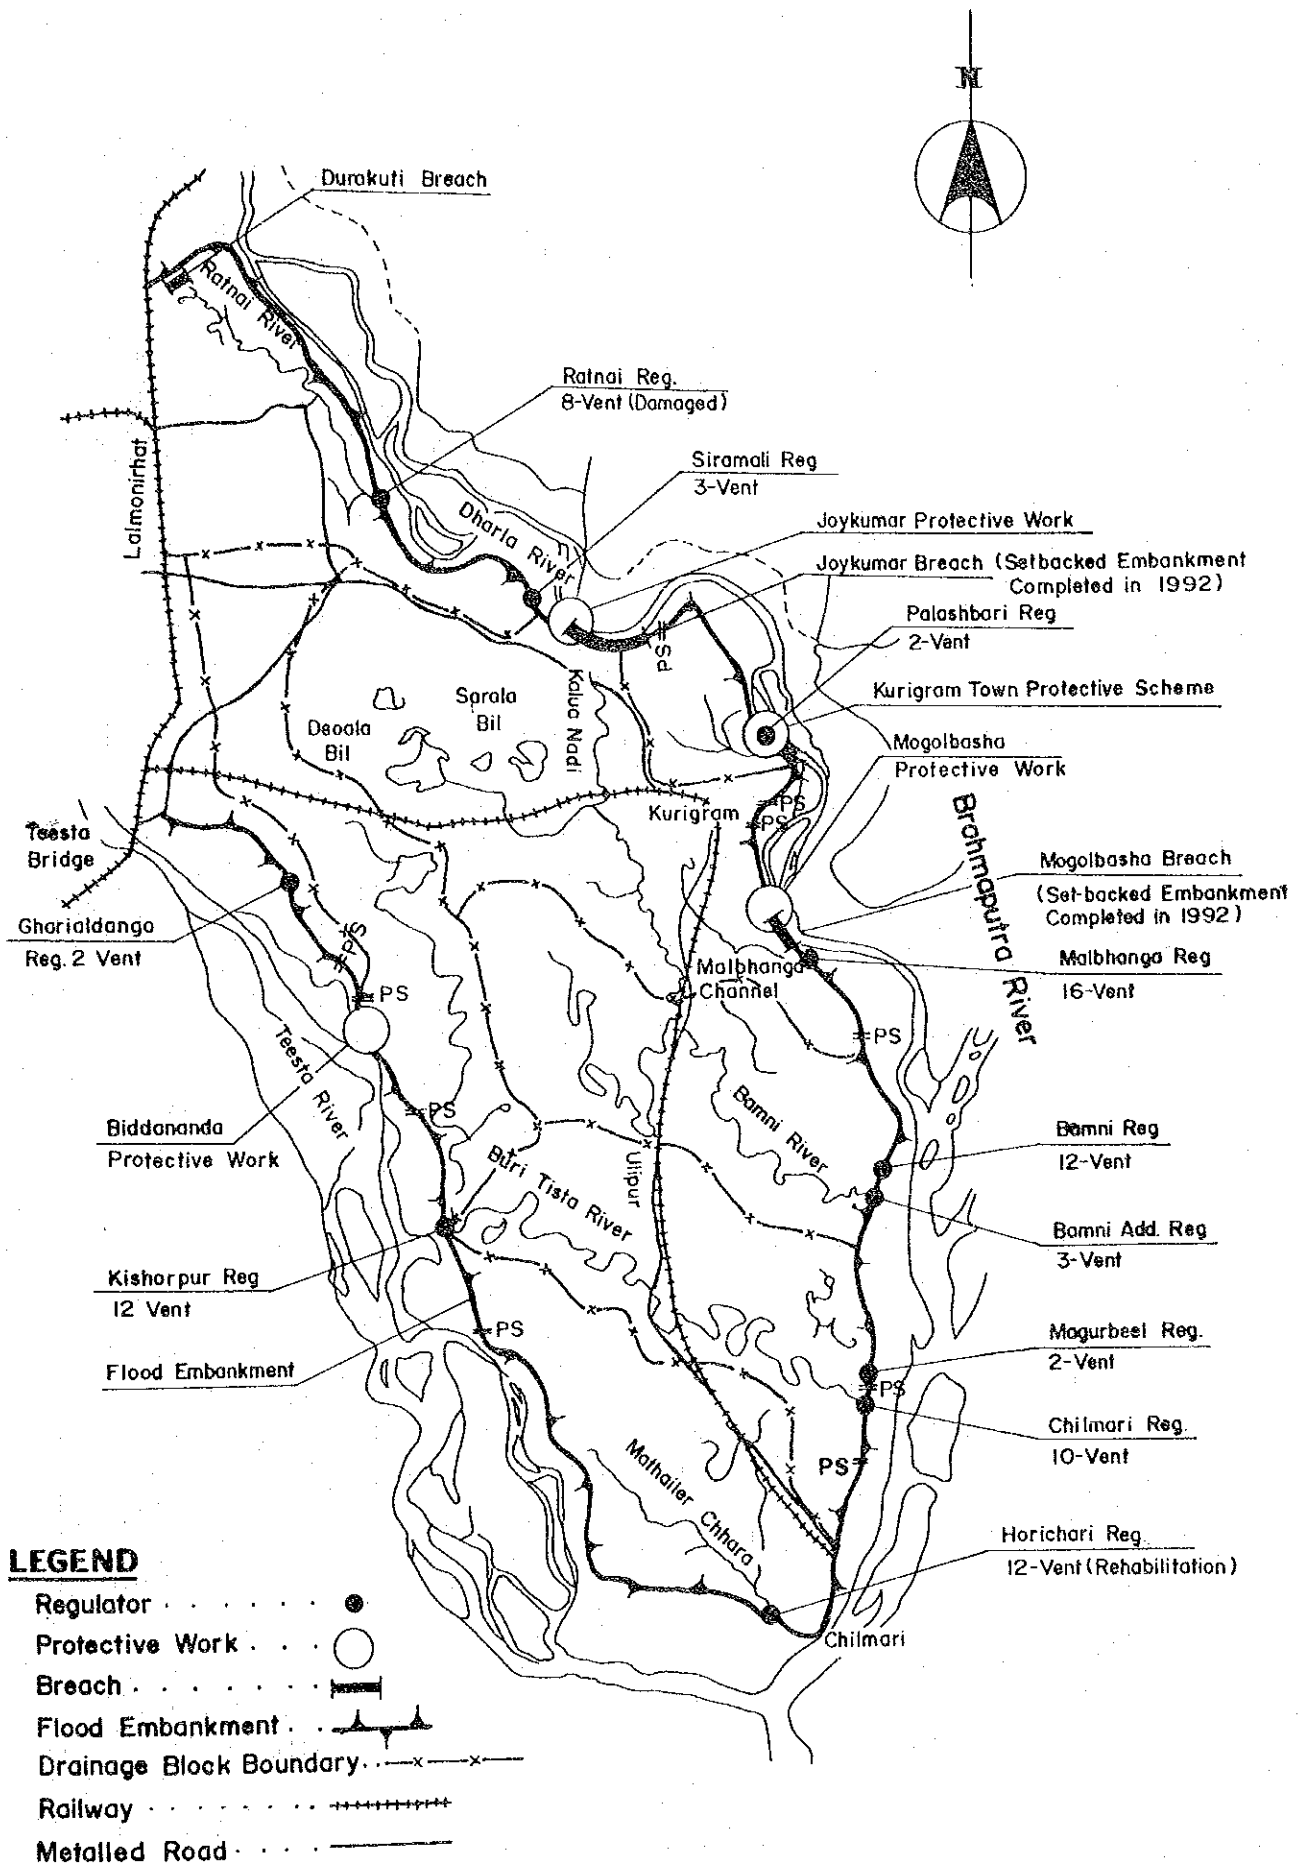 N
Durakuti Breach
Ratnai River
Ratnai Reg.
8-Vent (Damaged)
Lalmonirhat
Siramali Reg
3-Vent
Dharla River
Joykumar Protective Work
Joykumar Breach (Setbacked Embankment
Completed in 1992)
Palashbari Reg
2-Vent
PS
Kalua Nadi
Sarala
Bil
Deoala
Bil
Kurigram Town Protective Scheme
Mogolbasha
Protective Work
PS
PS
Kurigram
Brahmaputra River
Teesta
Bridge
Mogolbasha Breach
(Set-backed Embankment
Completed in 1992)
Gharialdanga
Reg. 2 Vent
PS
PS
Malbhanga Reg
16-Vent
Malbhanga
Channel
PS
Teesta River
PS
Bamni River
Biddananda
Protective Work
Buri Tista River
Ulipur
Bamni Reg
12-Vent
Bamni Add. Reg
3-Vent
Kishorpur Reg
12 Vent
PS
Flood Embankment
Magurbeel Reg.
2-Vent
PS
Chilmari Reg.
10-Vent
PS
Mathailer Chhara
Horichari Reg.
12-Vent (Rehabilitation)
Chilmari
LEGEND
Regulator . . . . . .
Protective Work . . .
Breach . . . . . . . .
Flood Embankment . .
Drainage Block Boundary . .
Railway . . . . . . . .
Metalled Road . . . . .